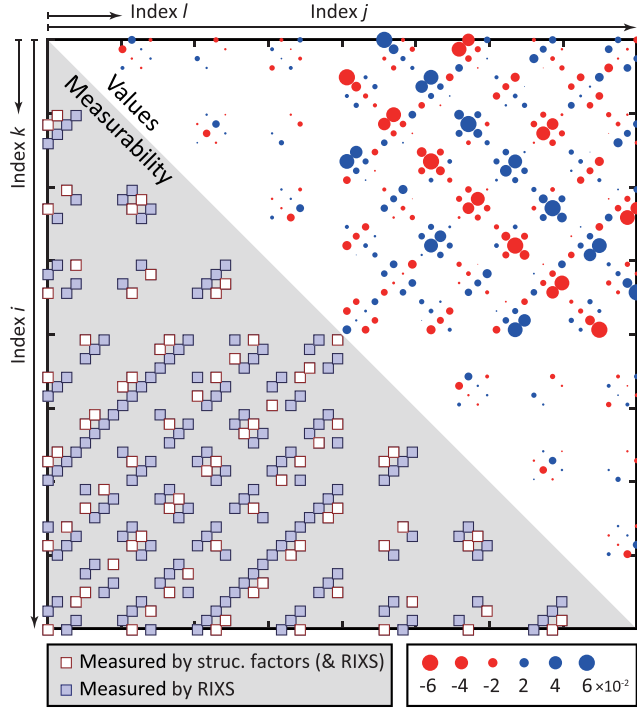 Index l
Index j
Index k
Index i
Values
Measurability
Measured by struc. factors (& RIXS)
Measured by RIXS
-6 -4 -2 2 4 6 ×10⁻²